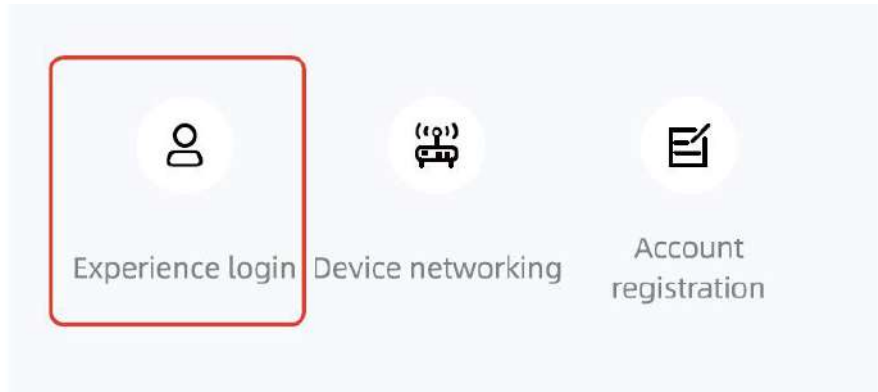 Experience login
Device networking
Account
registration